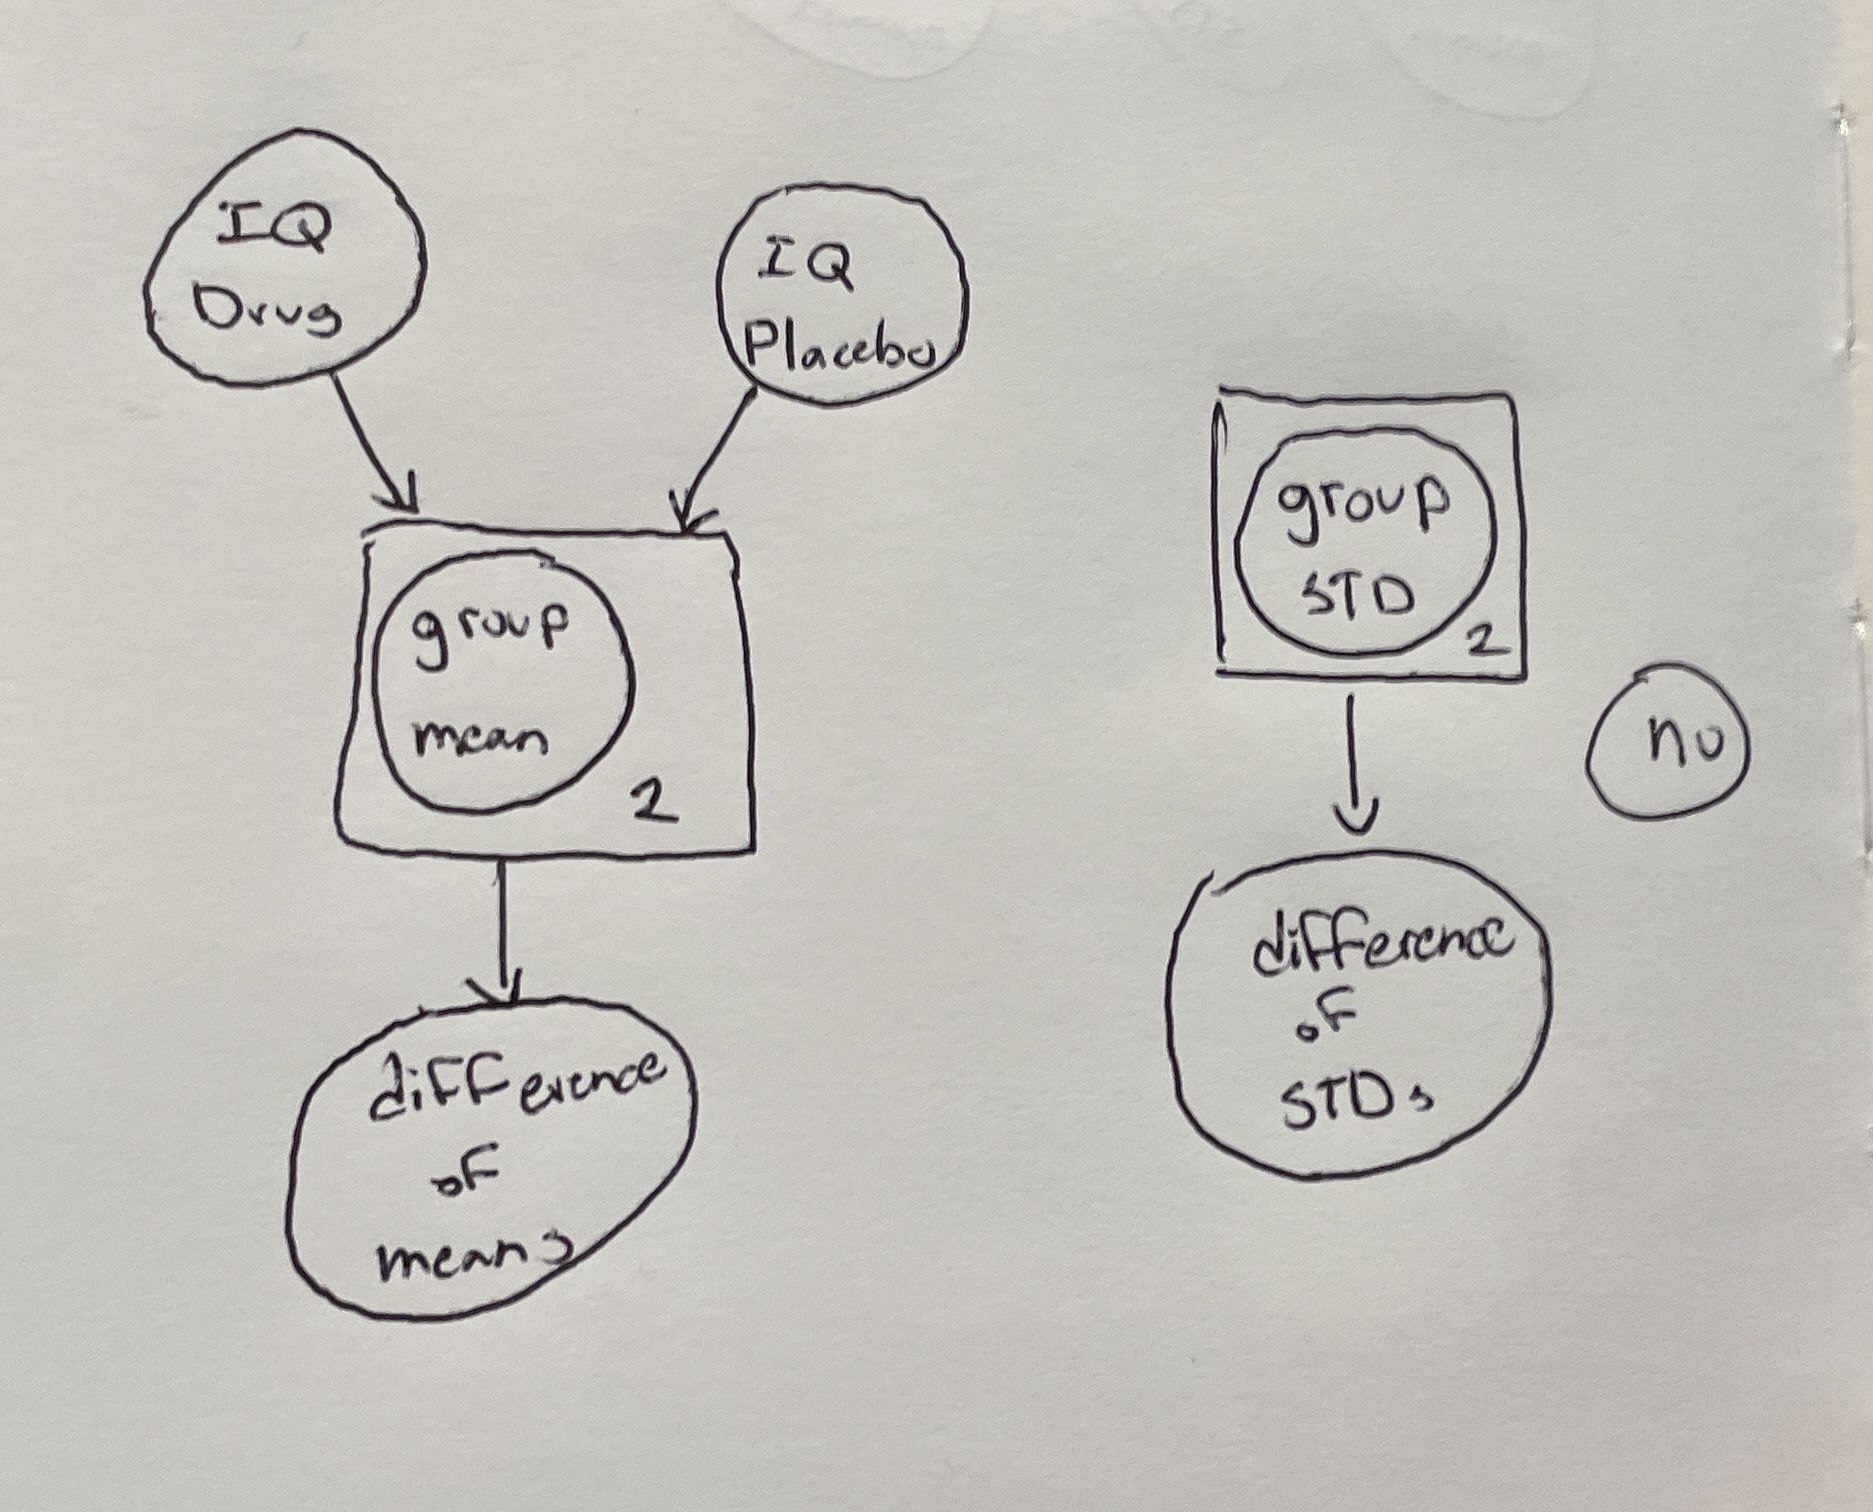 IQ
Drug
IQ
Placebo
group
mean
2
difference
of
means
group
STD
2
nu
difference
of
STDs